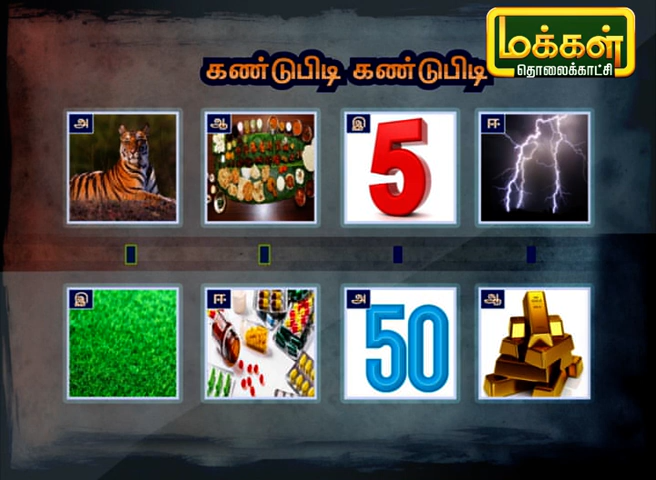 மக்கள்
தொலைக்காட்சி
கண்டுபிடி கண்டுபிடி
அ ஆ இ ஈ
5
இ ஈ அ ஆ
50